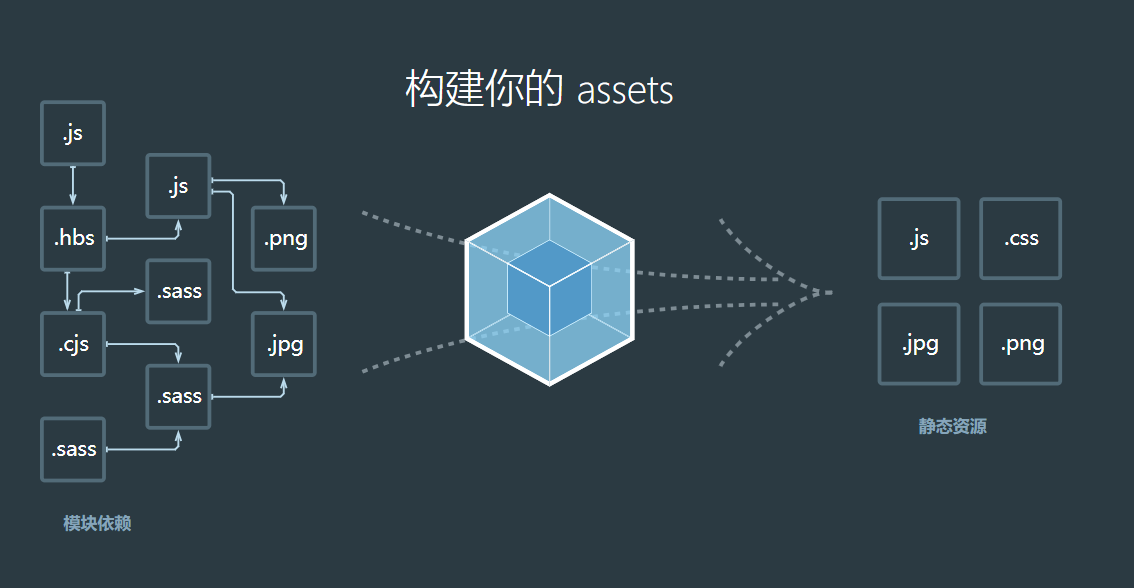 构建你的 assets
.js
.js
.hbs
.png
.sass
.cjs
.jpg
.sass
.sass
模块依赖
.js
.css
.jpg
.png
静态资源